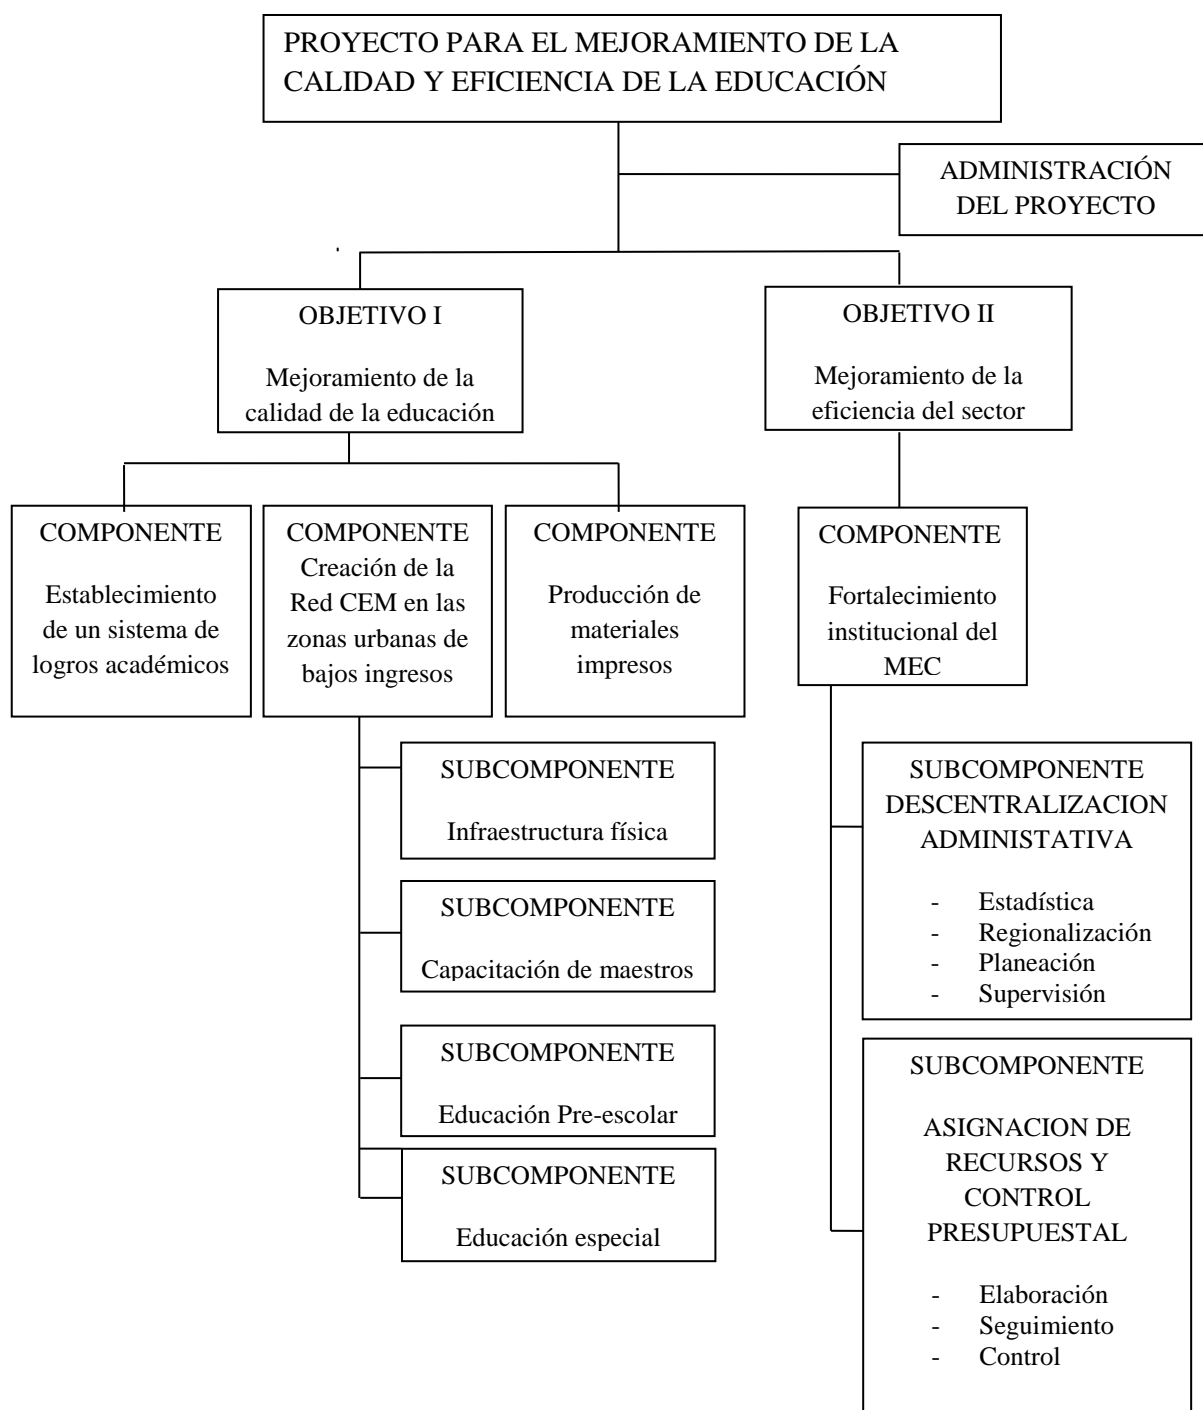 PROYECTO PARA EL MEJORAMIENTO DE LA
CALIDAD Y EFICIENCIA DE LA EDUCACIÓN
ADMINISTRACIÓN
DEL PROYECTO
OBJETIVO I
Mejoramiento de la
calidad de la educación
OBJETIVO II
Mejoramiento de la
eficiencia del sector
COMPONENTE
Establecimiento
de un sistema de
logros académicos
COMPONENTE
Creación de la
Red CEM en las
zonas urbanas de
bajos ingresos
COMPONENTE
Producción de
materiales
impresos
COMPONENTE
Fortalecimiento
institucional del
MEC
SUBCOMPONENTE
Infraestructura física
SUBCOMPONENTE
Capacitación de maestros
SUBCOMPONENTE
Educación Pre-escolar
SUBCOMPONENTE
Educación especial
SUBCOMPONENTE
DESCENTRALIZACION
ADMINISTATIVA
- Estadística
- Regionalización
- Planeación
- Supervisión
SUBCOMPONENTE
ASIGNACION DE
RECURSOS Y
CONTROL
PRESUPUESTAL
- Elaboración
- Seguimiento
- Control